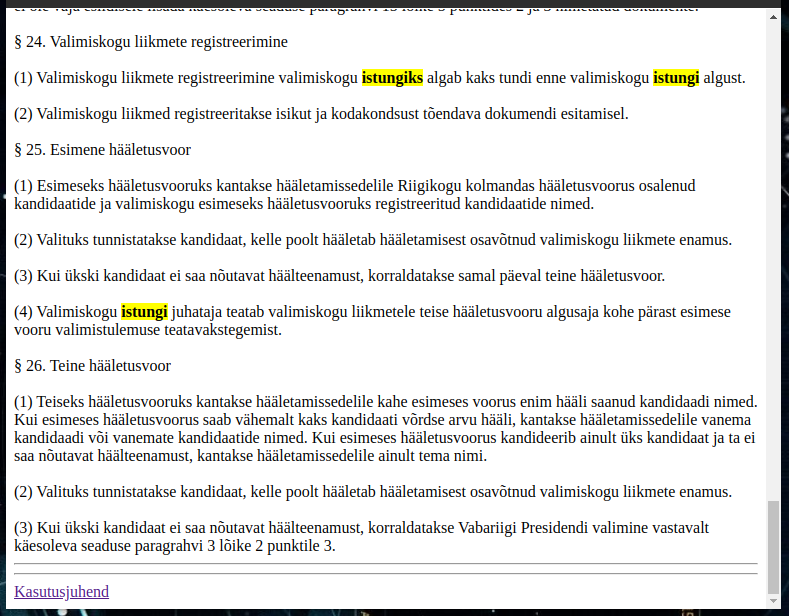 § 24. Valimiskogu liikmete registreerimine
(1) Valimiskogu liikmete registreerimine valimiskogu istungiks algab kaks tundi enne valimiskogu istungi algust.
(2) Valimiskogu liikmed registreeritakse isikut ja kodakondsust tõendava dokumendi esitamisel.
§ 25. Esimene hääletusvoor
(1) Esimeseks hääletusvooruks kantakse hääletamissedelile Riigikogu kolmandas hääletusvoorus osalenud
kandidaatide ja valimiskogu esimeseks hääletusvooruks registreeritud kandidaatide nimed.
(2) Valituks tunnistatakse kandidaat, kelle poolt hääletab hääletamisest osavõtnud valimiskogu liikmete enamus.
(3) Kui ükski kandidaat ei saa nõutavat häälteenamust, korraldatakse samal päeval teine hääletusvoor.
(4) Valimiskogu istungi juhataja teatab valimiskogu liikmetele teise hääletusvooru algusaja kohe pärast esimese
vooru valimistulemuse teatavakstegemist.
§ 26. Teine hääletusvoor
(1) Teiseks hääletusvooruks kantakse hääletamissedelile kahe esimeses voorus enim hääli saanud kandidaadi nimed.
Kui esimeses hääletusvoorus saab vähemalt kaks kandidaati võrdse arvu hääli, kantakse hääletamissedelile vanema
kandidaadi või vanemate kandidaatide nimed. Kui esimeses hääletusvoorus kandideerib ainult üks kandidaat ja ta ei
saa nõutavat häälteenamust, kantakse hääletamissedelile ainult tema nimi.
(2) Valituks tunnistatakse kandidaat, kelle poolt hääletab hääletamisest osavõtnud valimiskogu liikmete enamus.
(3) Kui ükski kandidaat ei saa nõutavat häälteenamust, korraldatakse Vabariigi Presidendi valimine vastavalt
käesoleva seaduse paragrahvi 3 lõike 2 punktile 3.
Kasutusjuhend